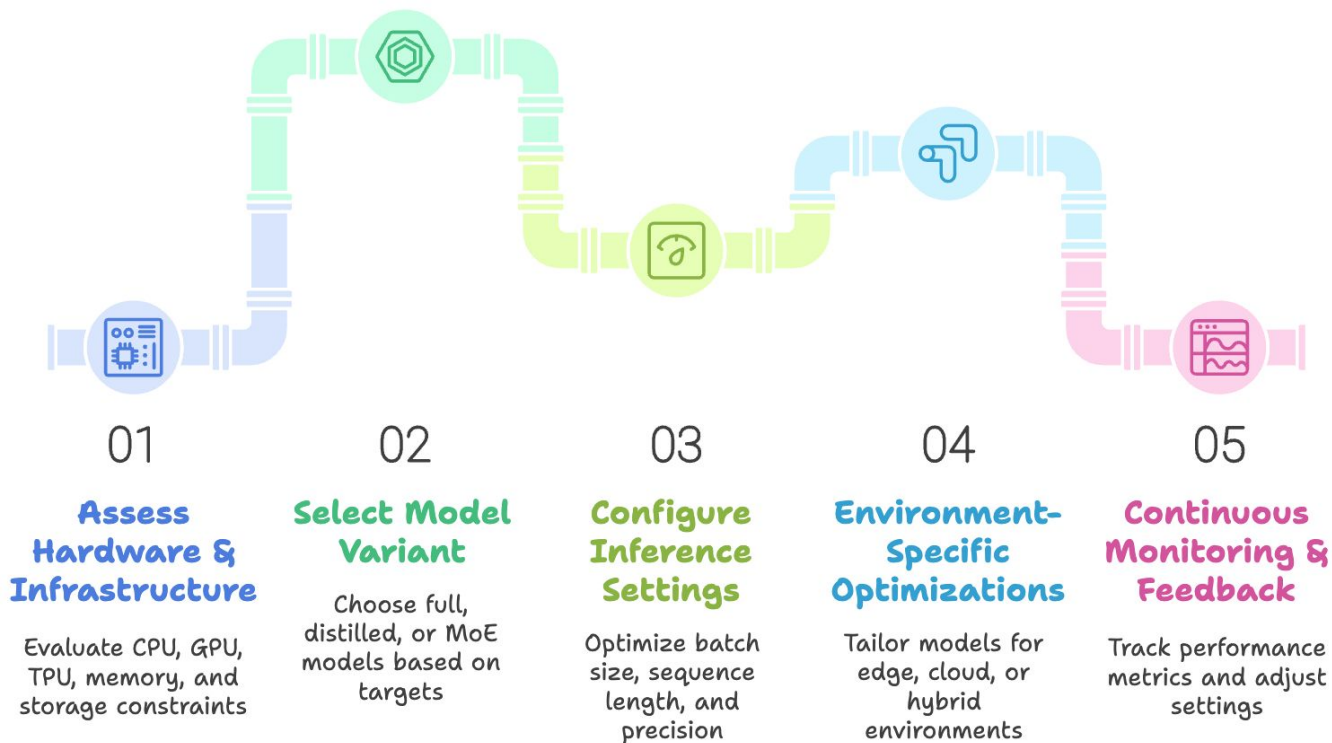 01
Assess
Hardware &
Infrastructure
Evaluate CPU, GPU,
TPU, memory, and
storage constraints
02
Select Model
Variant
Choose full,
distilled, or MoE
models based on
targets
03
Configure
Inference
Settings
Optimize batch
size, sequence
length, and
precision
04
Environment-
Specific
Optimizations
Tailor models for
edge, cloud, or
hybrid
environments
05
Continuous
Monitoring &
Feedback
Track performance
metrics and adjust
settings